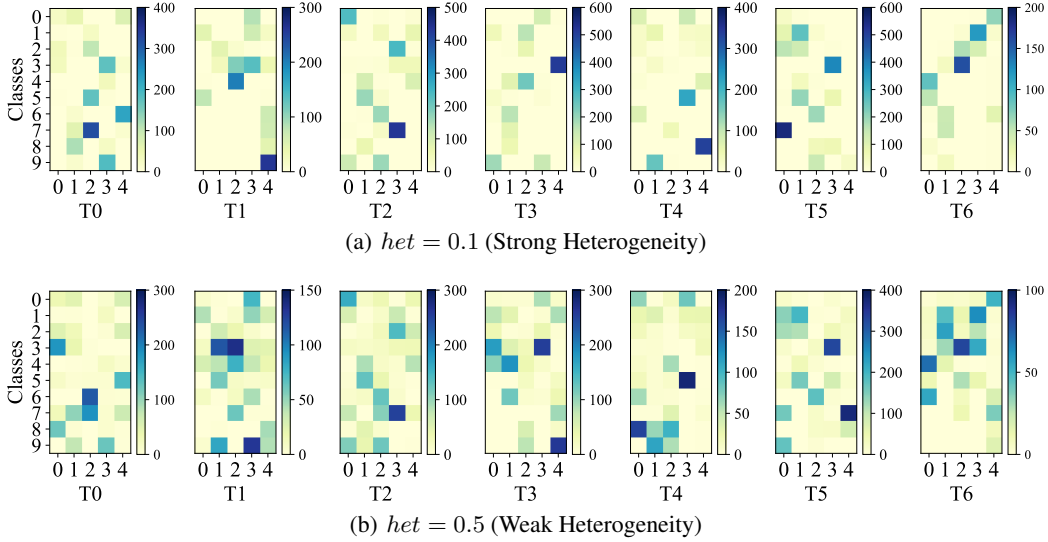 400 300 500 600 600 600 200
0 1 2 3 4 5 6 7 8 9
Classes
300 200 100 0
200 100 0
400 300 200 100 0
500 400 300 200 100 0
500 400 300 200 100 0
500 400 300 200 100 0
150 100 50 0
0 1 2 3 4 0 1 2 3 4 0 1 2 3 4 0 1 2 3 4 0 1 2 3 4 0 1 2 3 4 0 1 2 3 4
T0 T1 T2 T3 T4 T5 T6
(a) het = 0.1 (Strong Heterogeneity)
300 150 300 300 200 400 100
0 1 2 3 4 5 6 7 8 9
Classes
200 100 0
100 50 0
200 100 0
200 100 0
150 100 50 0
300 200 100 0
50 0
0 1 2 3 4 0 1 2 3 4 0 1 2 3 4 0 1 2 3 4 0 1 2 3 4 0 1 2 3 4 0 1 2 3 4
T0 T1 T2 T3 T4 T5 T6
(b) het = 0.5 (Weak Heterogeneity)